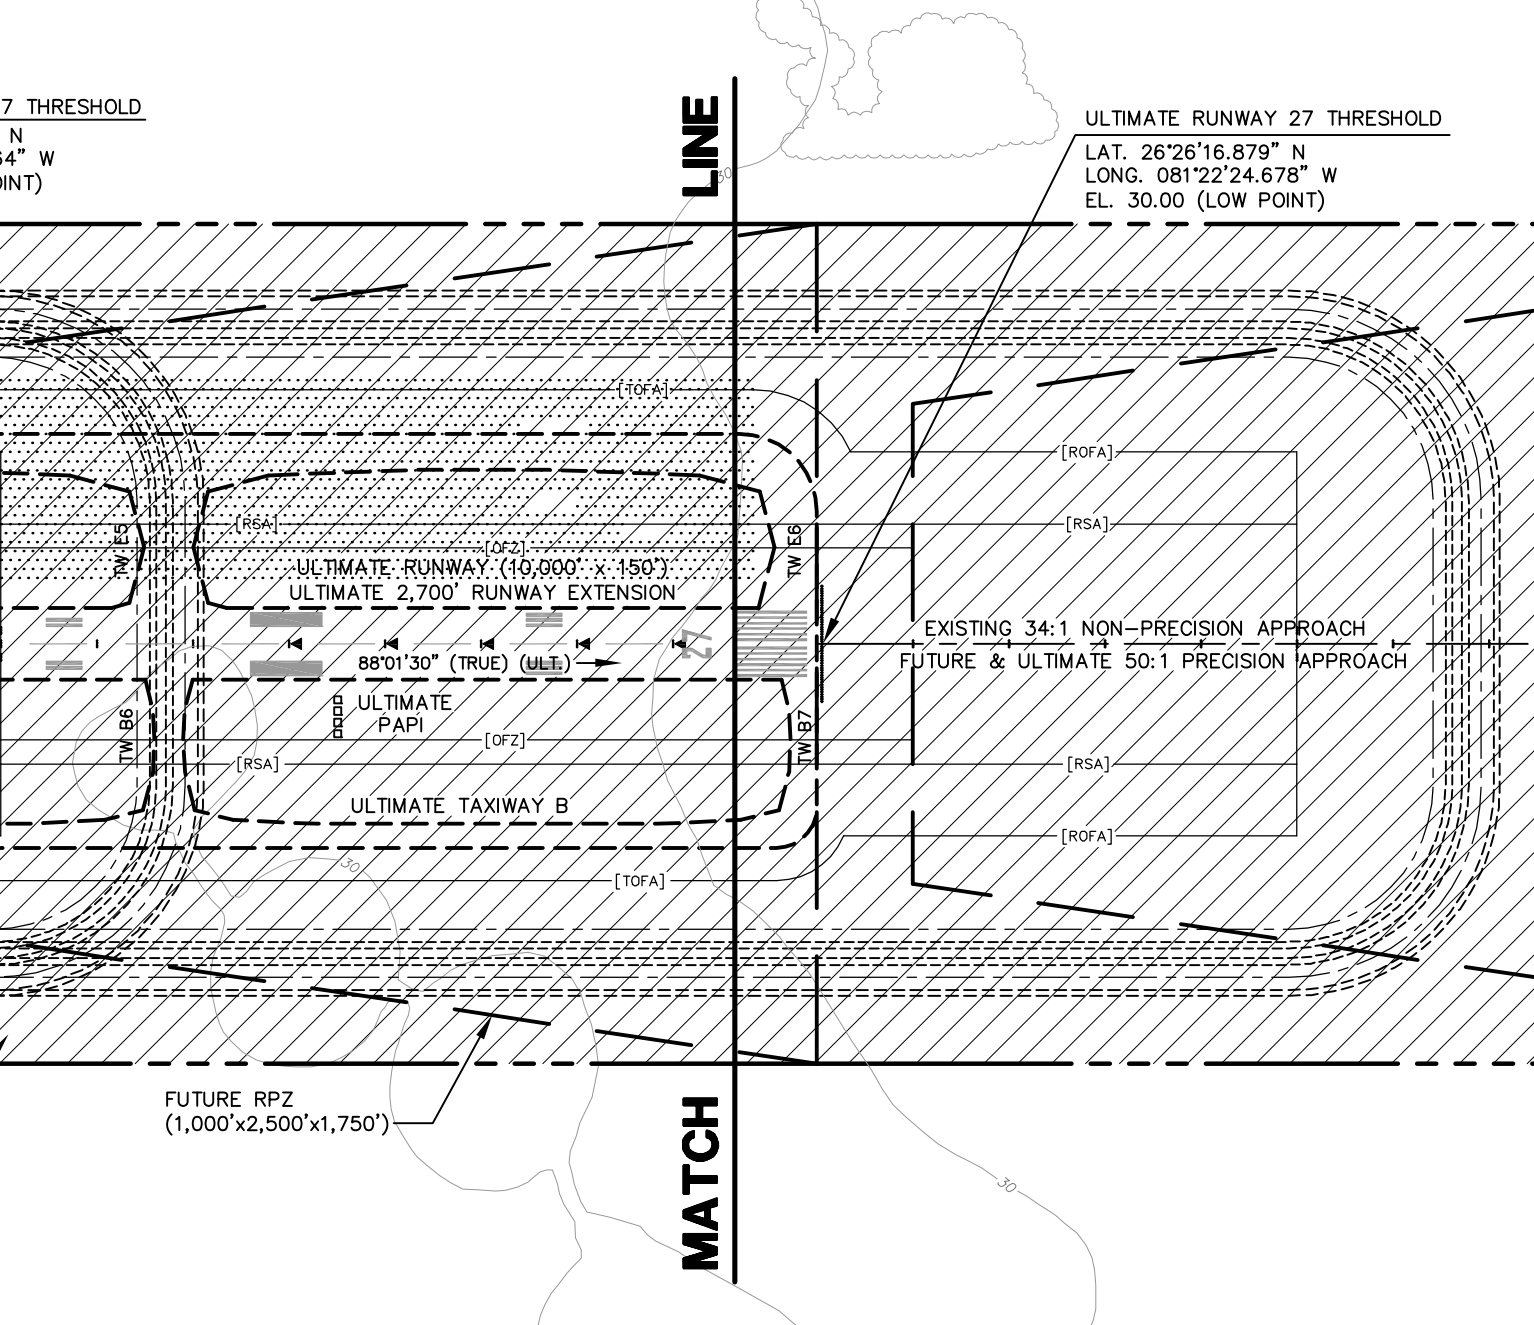 7 THRESHOLD
N
64" W
OINT)
LINE
30
ULTIMATE RUNWAY 27 THRESHOLD
LAT. 26°26'16.879" N
LONG. 081°22'24.678" W
EL. 30.00 (LOW POINT)
[TOFA]
[ROFA]
[RSA]
[RSA]
[OFZ]
TW E5
TW E6
ULTIMATE RUNWAY (10,000' x 150')
ULTIMATE 2,700' RUNWAY EXTENSION
27
EXISTING 34:1 NON-PRECISION APPROACH
FUTURE & ULTIMATE 50:1 PRECISION APPROACH
88°01'30" (TRUE) (ULT.)
ULTIMATE
PAPI
TW B6
TW B7
[OFZ]
[RSA]
[RSA]
ULTIMATE TAXIWAY B
[ROFA]
30
[TOFA]
FUTURE RPZ
(1,000'x2,500'x1,750')
MATCH
30